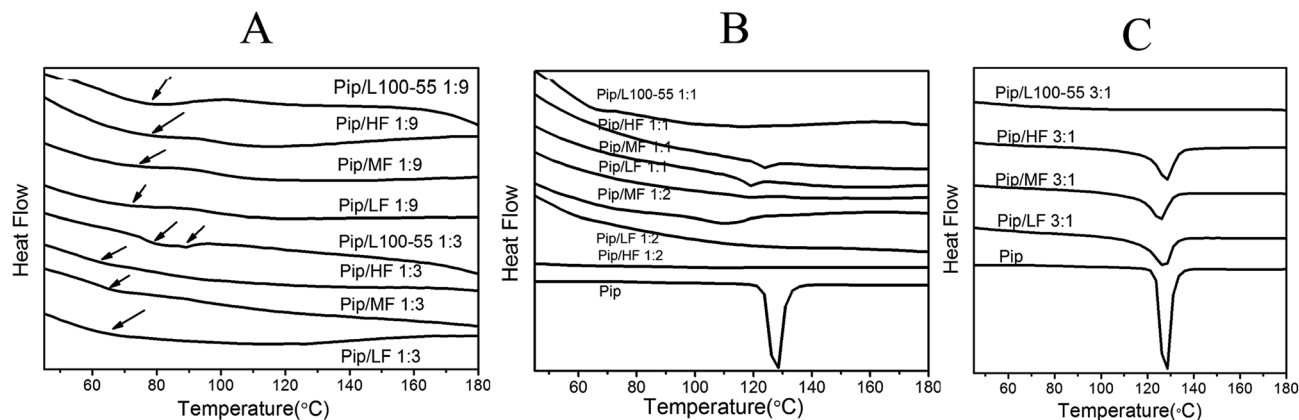 A
Heat Flow
Pip/L100-55 1:9
Pip/HF 1:9
Pip/MF 1:9
Pip/LF 1:9
Pip/L100-55 1:3
Pip/HF 1:3
Pip/MF 1:3
Pip/LF 1:3
60 80 100 120 140 160 180
Temperature(°C)
B
Heat Flow
Pip/L100-55 1:1
Pip/HF 1:1
Pip/MF 1:1
Pip/LF 1:1
Pip/MF 1:2
Pip/LF 1:2
Pip/HF 1:2
Pip
60 80 100 120 140 160 180
Temperature(°C)
C
Heat Flow
Pip/L100-55 3:1
Pip/HF 3:1
Pip/MF 3:1
Pip/LF 3:1
Pip
60 80 100 120 140 160 180
Temperature(°C)